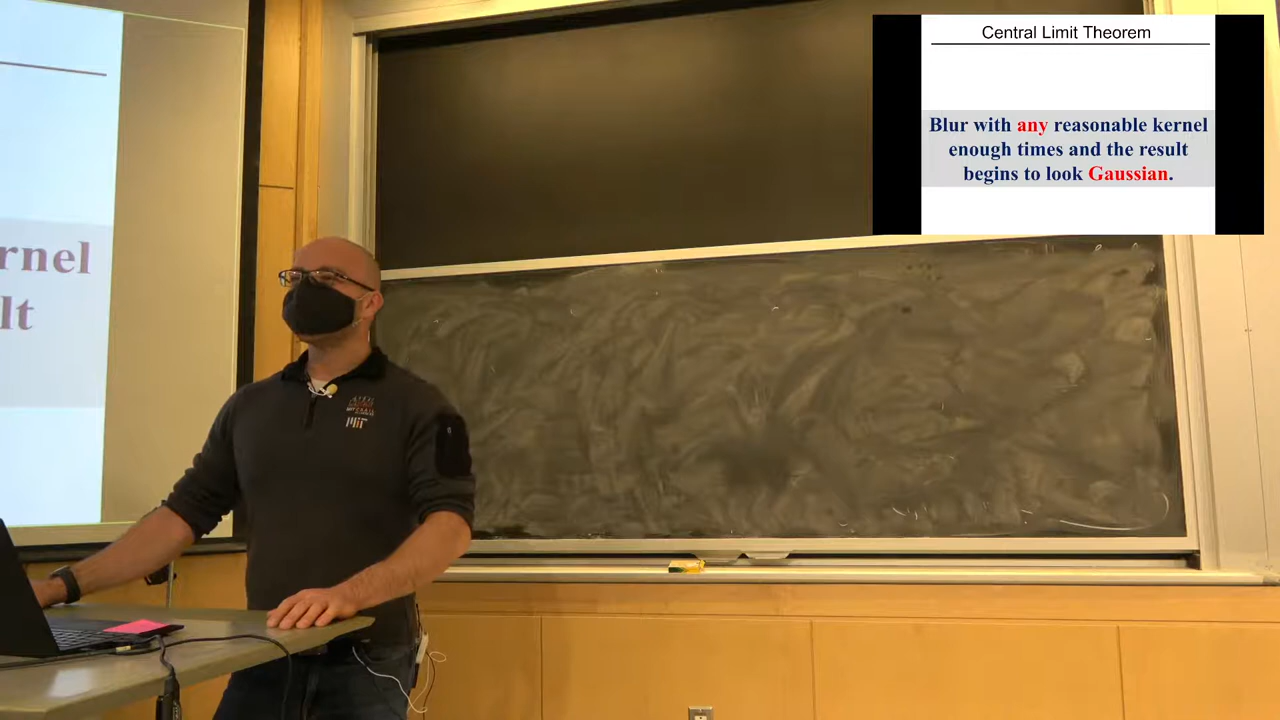 Central Limit Theorem
Blur with any reasonable kernel
enough times and the result
begins to look Gaussian.
rnel
lt
MIT